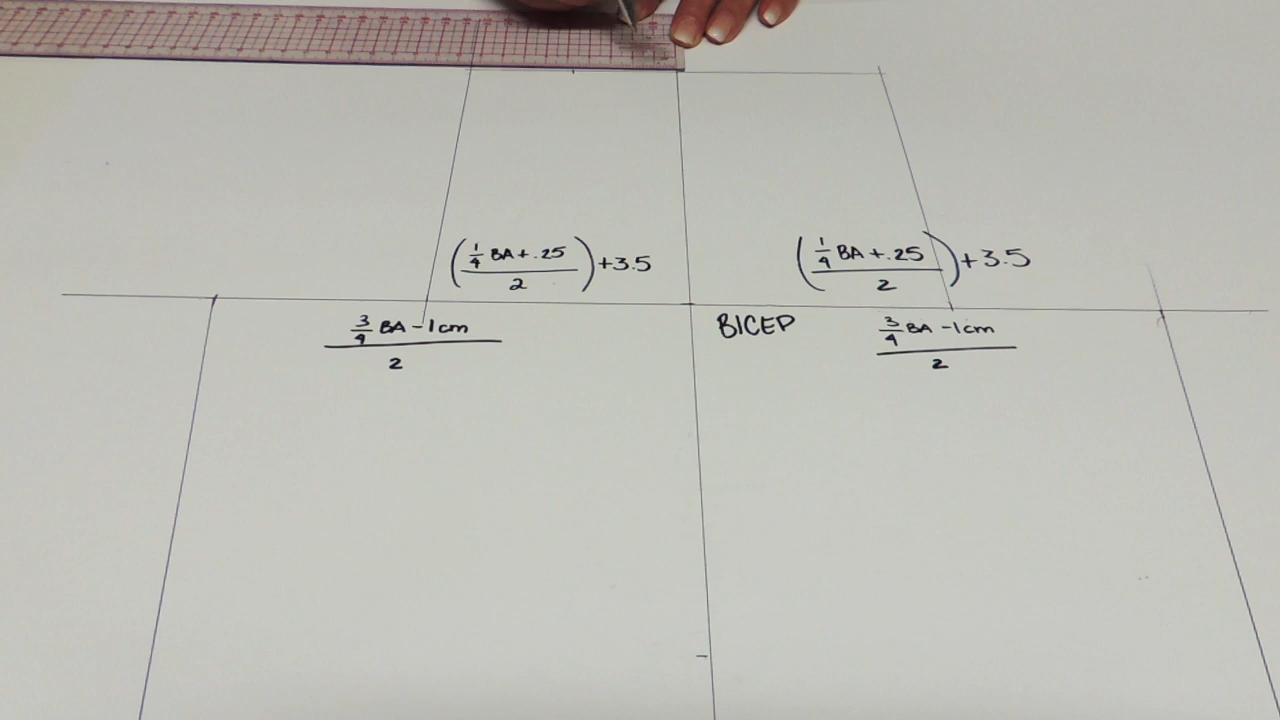 (1/4 BA + .25 / 2) + 3.5 (1/4 BA + .25 / 2) + 3.5
3/4 BA - 1cm / 2 BICEP 3/4 BA - 1cm / 2